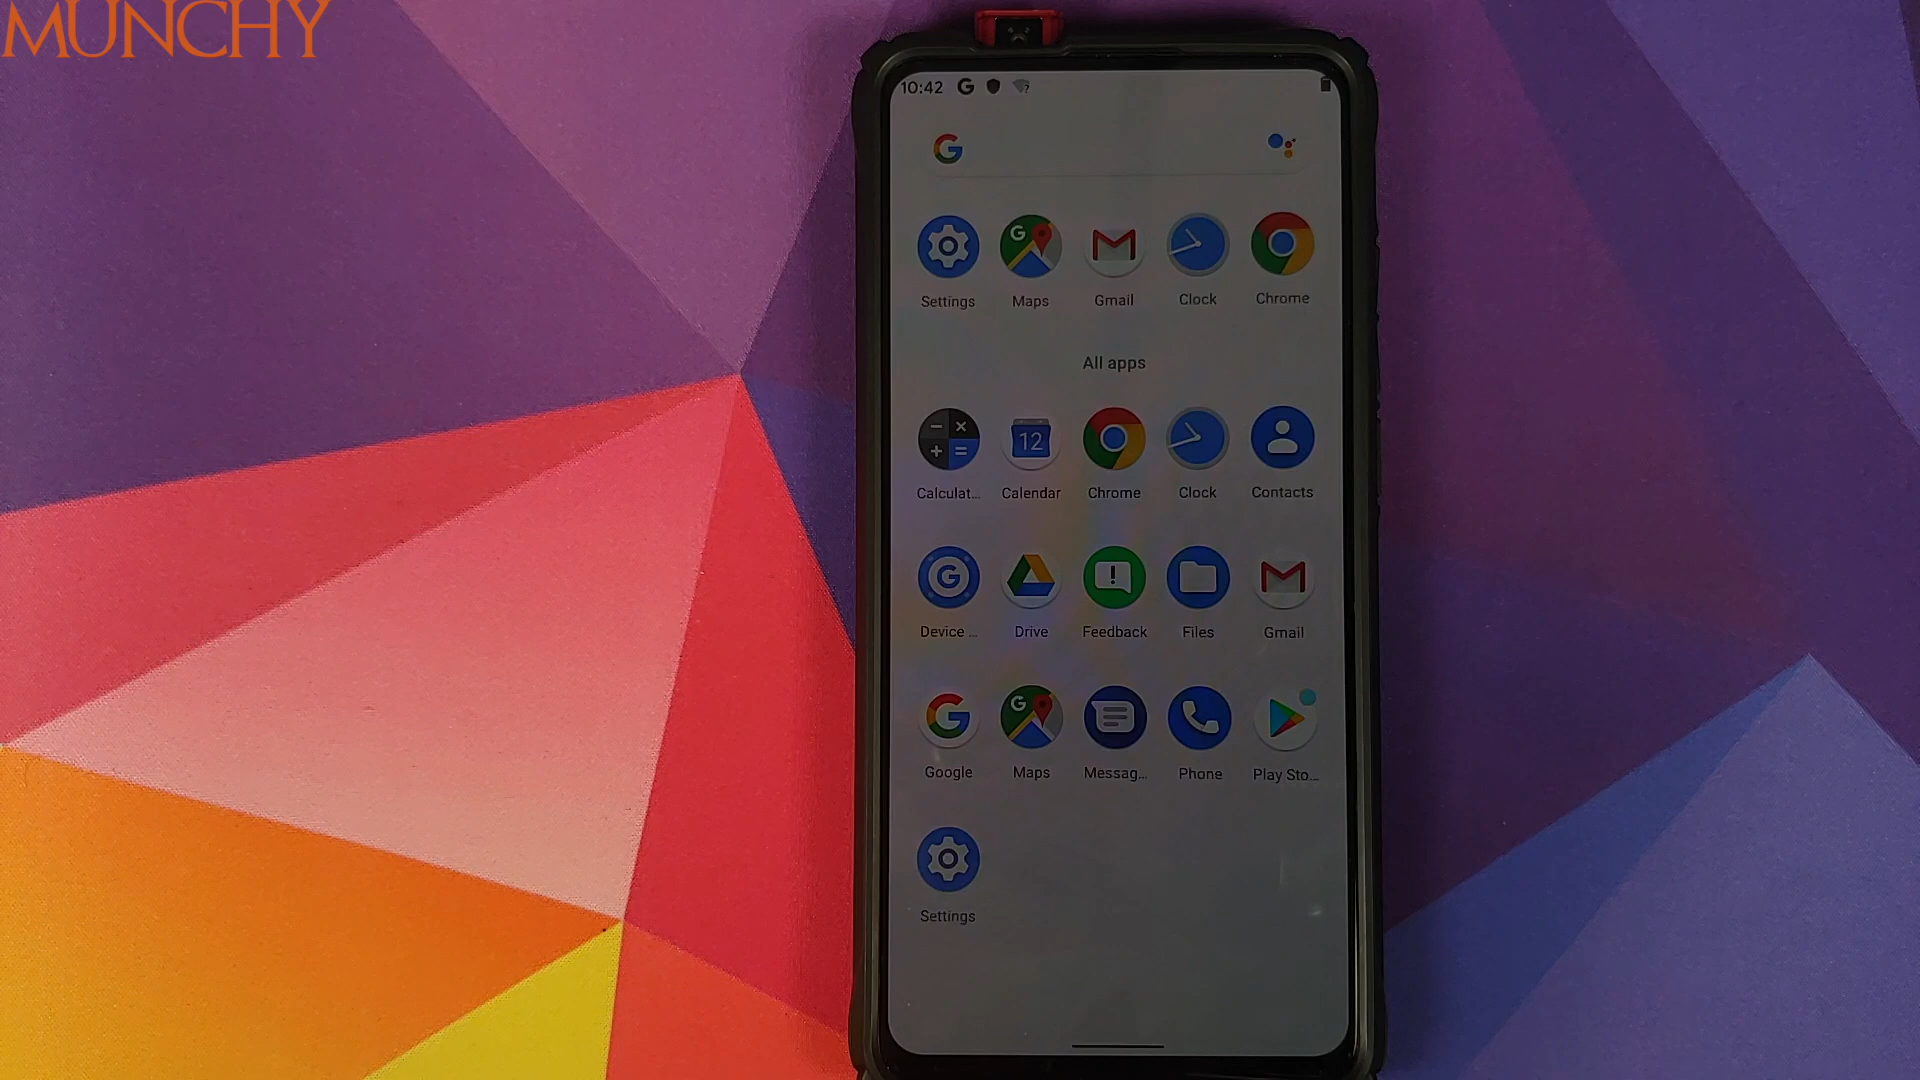 MUNCHY
10:42
Settings Maps Gmail Clock Chrome
All apps
Calculat... Calendar Chrome Clock Contacts
12
Device ... Drive Feedback Files Gmail
Google Maps Messag... Phone Play Sto...
Settings